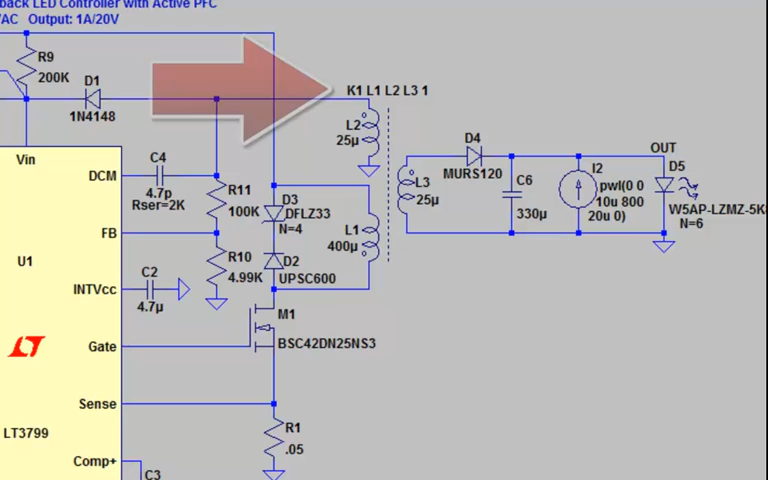 back LED Controller with Active PFC
VAC Output: 1A/20V
R9
200K
D1
1N4148
K1 L1 L2 L3 1
L2
25µ
Vin
DCM
C4
4.7p
Rser=2K
R11
100K
FB
U1
R10
4.99K
INTVcc
C2
4.7µ
D3
DFLZ33
N=4
L1
400µ
D2
UPSC600
L3
25µ
D4
MURS120
C6
330µ
I2
pwl(0 0
10u 800
20u 0)
OUT
D5
W5AP-LZMZ-5K
N=6
M1
BSC42DN25NS3
Gate
LT
Sense
LT3799
R1
.05
Comp+
C3